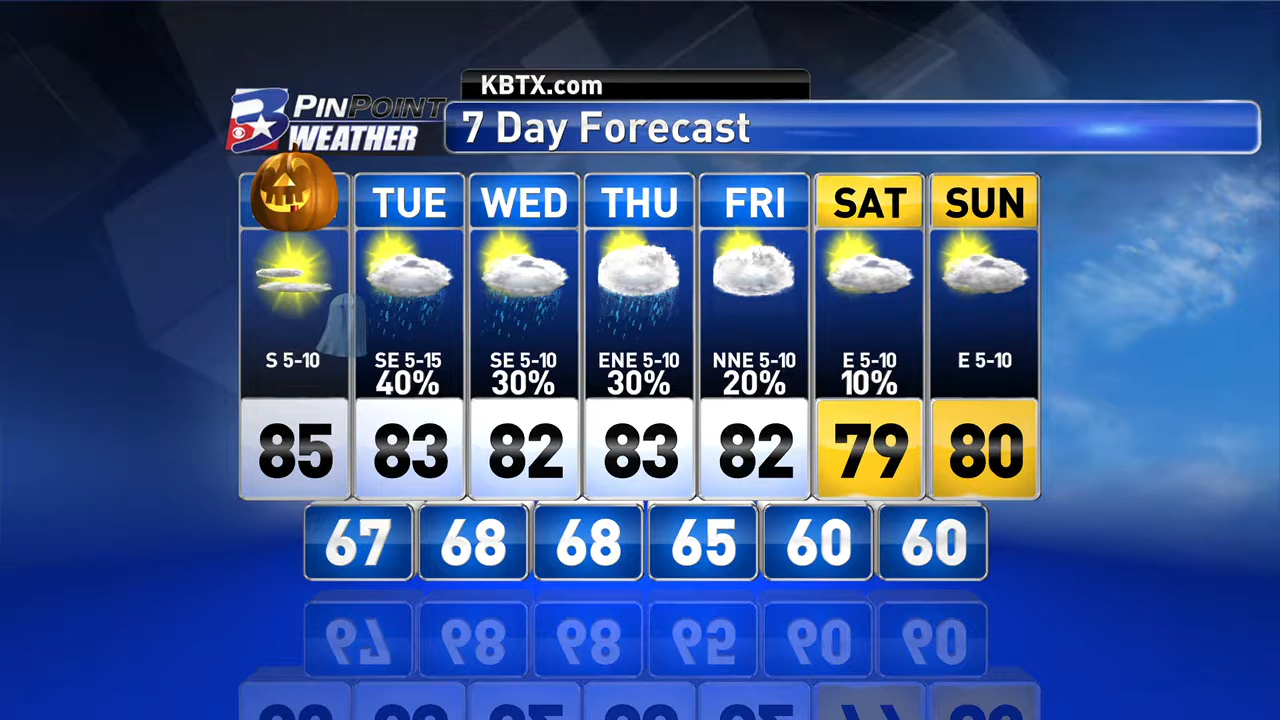 KBTX.com
3 PINPOINT
WEATHER
7 Day Forecast
TUE WED THU FRI SAT SUN
S 5-10 SE 5-15 SE 5-10 ENE 5-10 NNE 5-10 E 5-10 E 5-10
40% 30% 30% 20% 10%
85 83 82 83 82 79 80
67 68 68 65 60 60